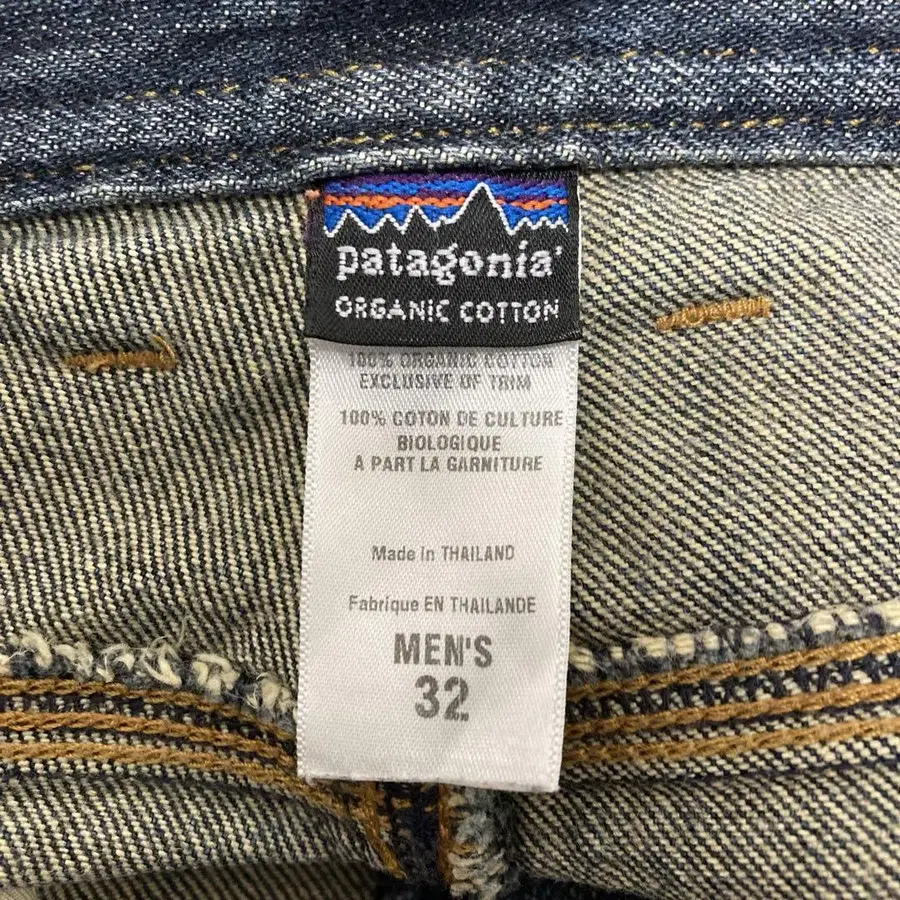 patagonia®
ORGANIC COTTON
100% ORGANIC COTTON
EXCLUSIVE OF TRIM
100% COTON DE CULTURE
BIOLOGIQUE
A PART LA GARNITURE
Made in THAILAND
Fabrique EN THAILANDE
MEN'S
32